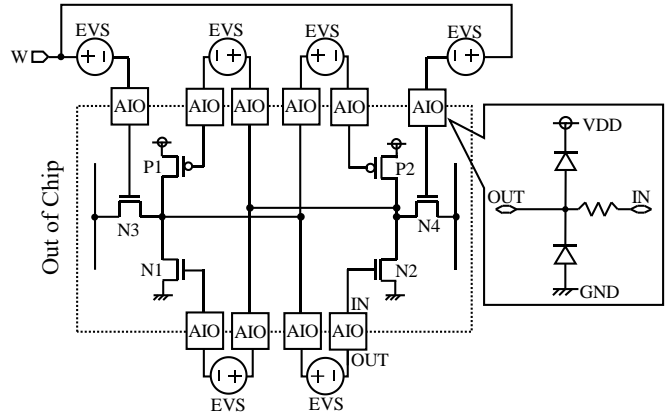 EVS EVS EVS EVS
W
+ − − + + − + −
AIO AIO AIO AIO AIO AIO
Out of Chip
P1 P2
VDD
OUT IN
N3 N4
N1 N2
GND
IN
AIO AIO AIO AIO
OUT
− + − +
EVS EVS